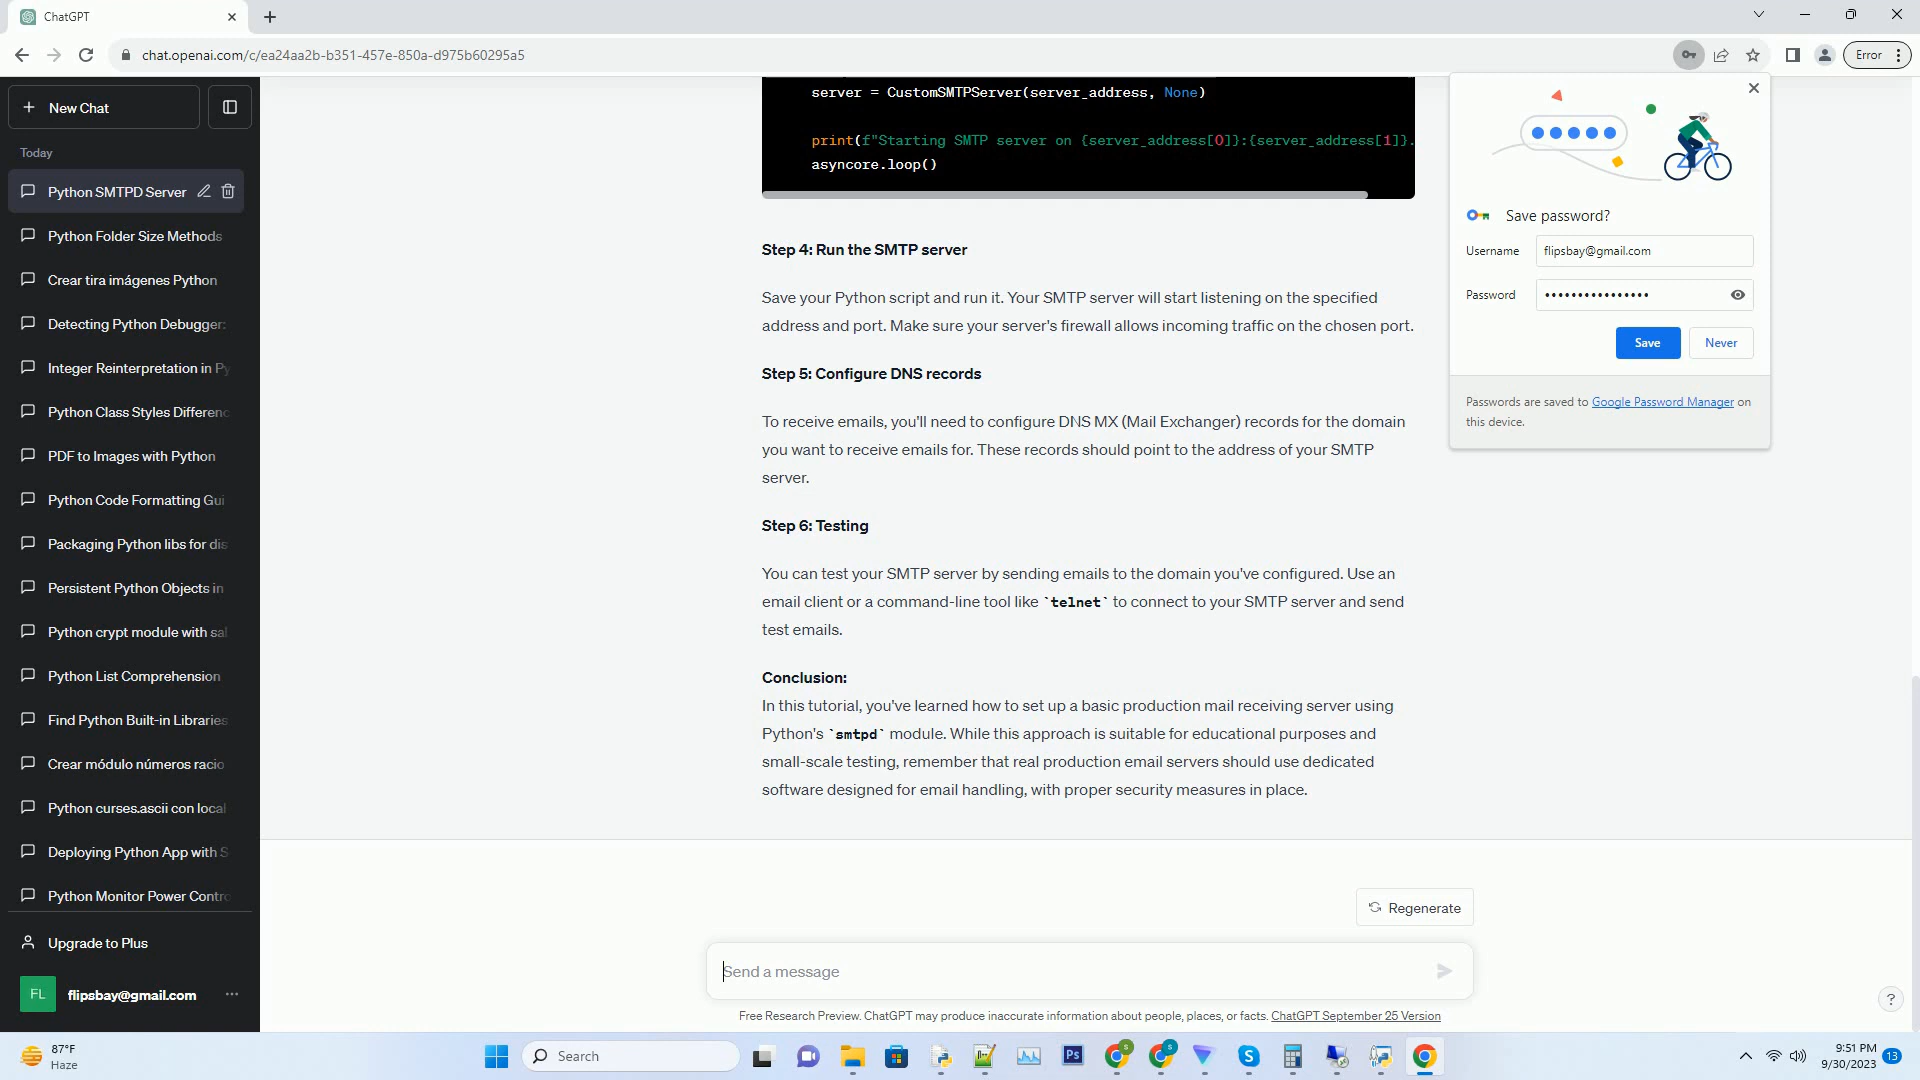 ChatGPT
chat.openai.com/c/ea24aa2b-b351-457e-850a-d975b60295a5
Error
New Chat
Today
Python SMTPD Server
Python Folder Size Methods
Crear tira imágenes Python
Detecting Python Debugger:
Integer Reinterpretation in Py
Python Class Styles Differenc
PDF to Images with Python
Python Code Formatting Gui
Packaging Python libs for dis
Persistent Python Objects in
Python crypt module with sal
Python List Comprehension
Find Python Built-in Libraries
Crear módulo números racio
Python curses.ascii con local
Deploying Python App with S
Python Monitor Power Contro
Upgrade to Plus
FL
flipsbay@gmail.com
server = CustomSMTPServer(server_address, None)
print(f"Starting SMTP server on {server_address[0]}:{server_address[1]}.
asyncore.loop()
Step 4: Run the SMTP server
Save your Python script and run it. Your SMTP server will start listening on the specified
address and port. Make sure your server's firewall allows incoming traffic on the chosen port.
Step 5: Configure DNS records
To receive emails, you'll need to configure DNS MX (Mail Exchanger) records for the domain
you want to receive emails for. These records should point to the address of your SMTP
server.
Step 6: Testing
You can test your SMTP server by sending emails to the domain you've configured. Use an
email client or a command-line tool like `telnet` to connect to your SMTP server and send
test emails.
Conclusion:
In this tutorial, you've learned how to set up a basic production mail receiving server using
Python's `smtpd` module. While this approach is suitable for educational purposes and
small-scale testing, remember that real production email servers should use dedicated
software designed for email handling, with proper security measures in place.
Regenerate
Send a message
Free Research Preview. ChatGPT may produce inaccurate information about people, places, or facts. ChatGPT September 25 Version
?
Save password?
Username flipsbay@gmail.com
Password ••••••••••••••••
Save Never
Passwords are saved to Google Password Manager on
this device.
87°F
Haze
Search
Ps
S
S
S
9:51 PM
9/30/2023
13